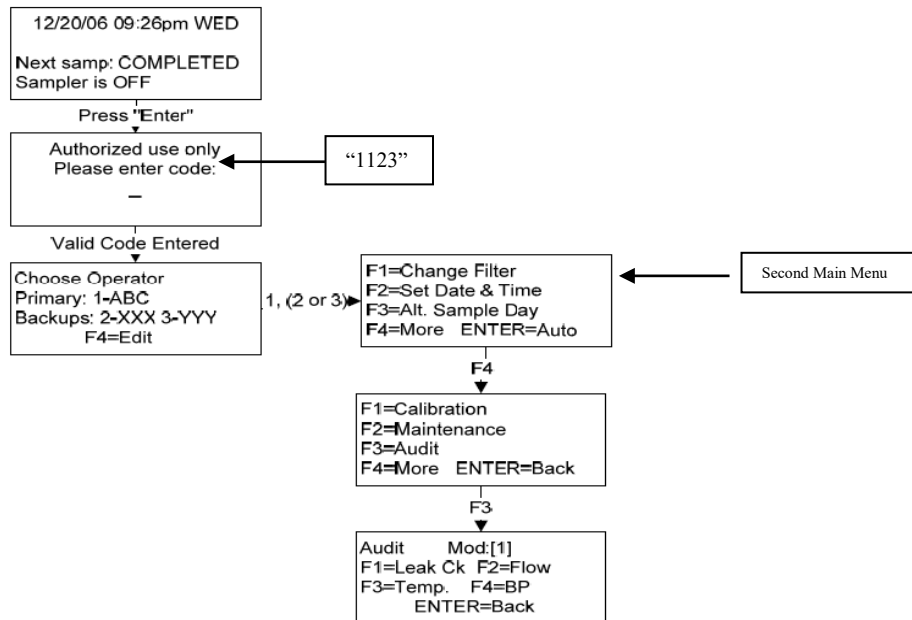 12/20/06 09:26pm WED
Next samp: COMPLETED
Sampler is OFF
Press "Enter"
Authorized use only
Please enter code:
_
“1123”
Valid Code Entered
Choose Operator
Primary: 1-ABC
Backups: 2-XXX 3-YYY
F4=Edit
1, (2 or 3)
F1=Change Filter
F2=Set Date & Time
F3=Alt. Sample Day
F4=More ENTER=Auto
Second Main Menu
F4
F1=Calibration
F2=Maintenance
F3=Audit
F4=More ENTER=Back
F3
Audit Mod:[1]
F1=Leak Ck F2=Flow
F3=Temp. F4=BP
ENTER=Back